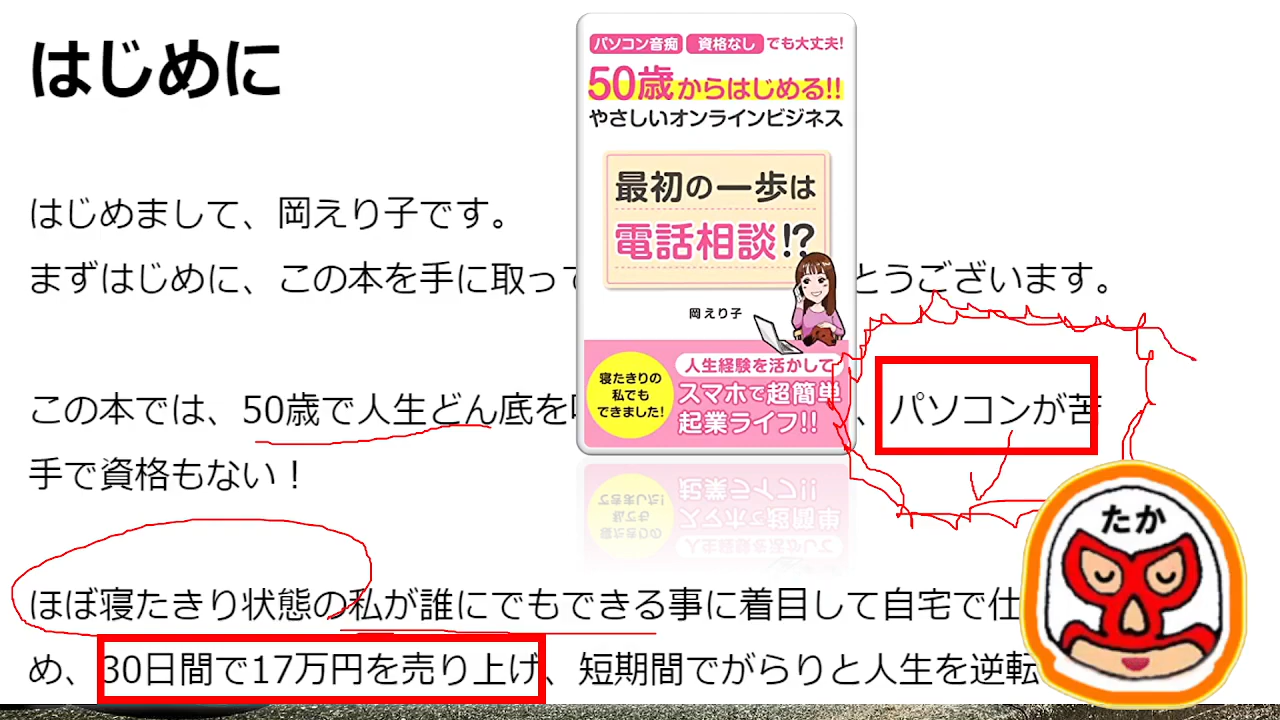 はじめに
はじめまして、岡えり子です。
まずはじめに、この本を手に取って
とうございます。
この本では、50歳で人生どん底を
、パソコンが苦
手で資格もない!
ほぼ寝たきり状態の私が誰にでもできる事に着目して自宅で仕
め、30日間で17万円を売り上げ、短期間でがらりと人生を逆転
パソコン音痴 資格なし でも大丈夫!
50歳からはじめる!!
やさしいオンラインビジネス
最初の一歩は
電話相談!?
岡えり子
寝たきりの
私でも
できました!
人生経験を活かして
スマホで超簡単
起業ライフ!!
たか